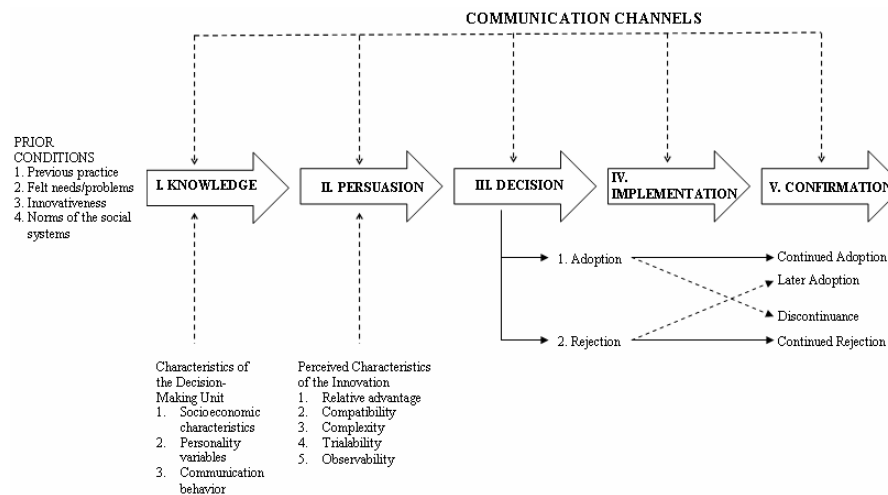 COMMUNICATION CHANNELS
PRIOR
CONDITIONS
1. Previous practice
2. Felt needs/problems
3. Innovativeness
4. Norms of the social
systems
I. KNOWLEDGE
II. PERSUASION
III. DECISION
IV.
IMPLEMENTATION
V. CONFIRMATION
1. Adoption
2. Rejection
Continued Adoption
Later Adoption
Discontinuance
Continued Rejection
Characteristics of
the Decision-
Making Unit
1. Socioeconomic
characteristics
2. Personality
variables
3. Communication
behavior
Perceived Characteristics
of the Innovation
1. Relative advantage
2. Compatibility
3. Complexity
4. Trialability
5. Observability